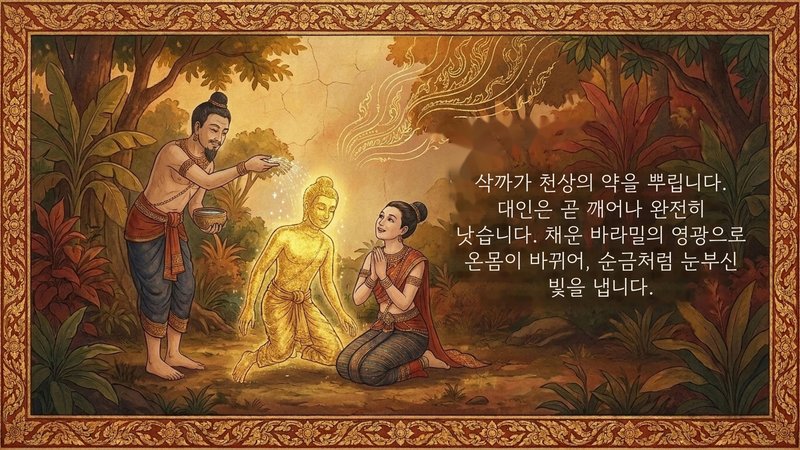 삭까가 천상의 약을 뿌립니다.
대인은 곧 깨어나 완전히
낫습니다. 채운 바라밀의 영광으로
온몸이 바뀌어, 순금처럼 눈부신
빛을 냅니다.